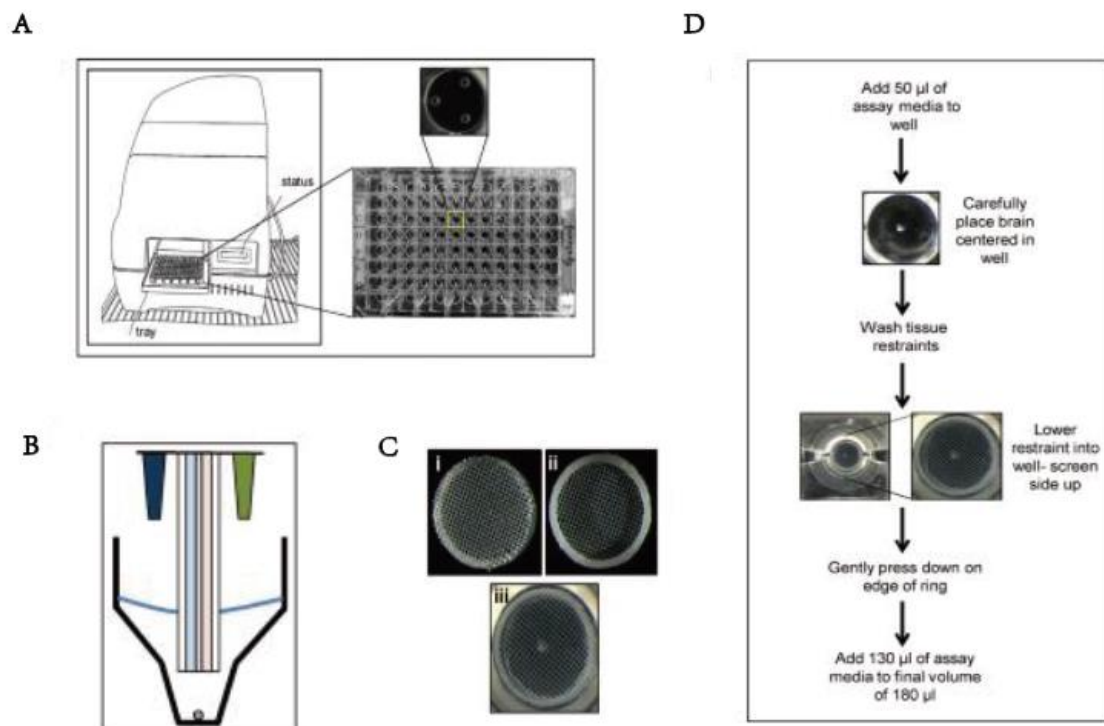 A
status
tray
B
C
i
ii
iii
D
Add 50 µl of
assay media to
well
Carefully
place brain
centered in
well
Wash tissue
restraints
Lower
restraint into
well- screen
side up
Gently press down on
edge of ring
Add 130 µl of assay
media to final volume
of 180 µl